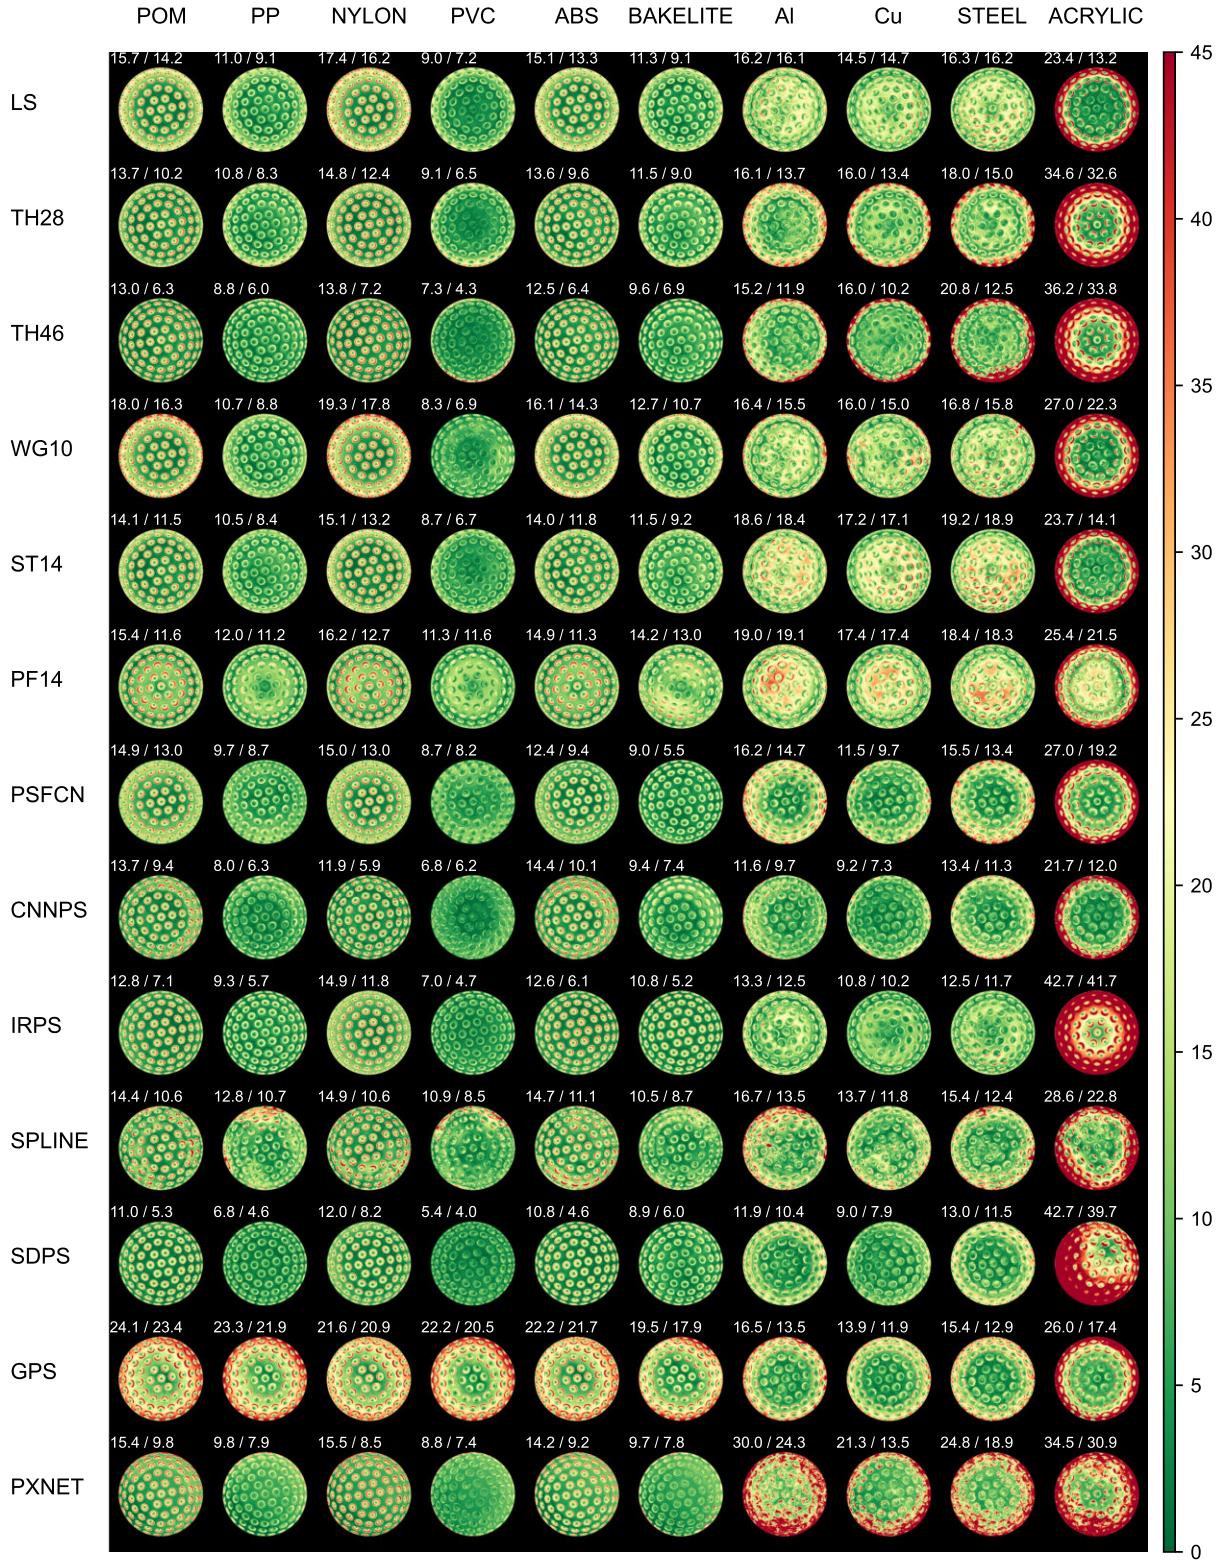 POM PP NYLON PVC ABS BAKELITE Al Cu STEEL ACRYLIC
15.7 / 14.2 11.0 / 9.1 17.4 / 16.2 9.0 / 7.2 15.1 / 13.3 11.3 / 9.1 16.2 / 16.1 14.5 / 14.7 16.3 / 16.2 23.4 / 13.2
45
LS
13.7 / 10.2 10.8 / 8.3 14.8 / 12.4 9.1 / 6.5 13.6 / 9.6 11.5 / 9.0 16.1 / 13.7 16.0 / 13.4 18.0 / 15.0 34.6 / 32.6
TH28
40
13.0 / 6.3 8.8 / 6.0 13.8 / 7.2 7.3 / 4.3 12.5 / 6.4 9.6 / 6.9 15.2 / 11.9 16.0 / 10.2 20.8 / 12.5 36.2 / 33.8
TH46
35
18.0 / 16.3 10.7 / 8.8 19.3 / 17.8 8.3 / 6.9 16.1 / 14.3 12.7 / 10.7 16.4 / 15.5 16.0 / 15.0 16.8 / 15.8 27.0 / 22.3
WG10
14.1 / 11.5 10.5 / 8.4 15.1 / 13.2 8.7 / 6.7 14.0 / 11.8 11.5 / 9.2 18.6 / 18.4 17.2 / 17.1 19.2 / 18.9 23.7 / 14.1
30
ST14
15.4 / 11.6 12.0 / 11.2 16.2 / 12.7 11.3 / 11.6 14.9 / 11.3 14.2 / 13.0 19.0 / 19.1 17.4 / 17.4 18.4 / 18.3 25.4 / 21.5
PF14
25
14.9 / 13.0 9.7 / 8.7 15.0 / 13.0 8.7 / 8.2 12.4 / 9.4 9.0 / 5.5 16.2 / 14.7 11.5 / 9.7 15.5 / 13.4 27.0 / 19.2
PSFCN
13.7 / 9.4 8.0 / 6.3 11.9 / 5.9 6.8 / 6.2 14.4 / 10.1 9.4 / 7.4 11.6 / 9.7 9.2 / 7.3 13.4 / 11.3 21.7 / 12.0
20
CNNPS
12.8 / 7.1 9.3 / 5.7 14.9 / 11.8 7.0 / 4.7 12.6 / 6.1 10.8 / 5.2 13.3 / 12.5 10.8 / 10.2 12.5 / 11.7 42.7 / 41.7
IRPS
15
14.4 / 10.6 12.8 / 10.7 14.9 / 10.6 10.9 / 8.5 14.7 / 11.1 10.5 / 8.7 16.7 / 13.5 13.7 / 11.8 15.4 / 12.4 28.6 / 22.8
SPLINE
11.0 / 5.3 6.8 / 4.6 12.0 / 8.2 5.4 / 4.0 10.8 / 4.6 8.9 / 6.0 11.9 / 10.4 9.0 / 7.9 13.0 / 11.5 42.7 / 39.7
10
SDPS
24.1 / 23.4 23.3 / 21.9 21.6 / 20.9 22.2 / 20.5 22.2 / 21.7 19.5 / 17.9 16.5 / 13.5 13.9 / 11.9 15.4 / 12.9 26.0 / 17.4
GPS
5
15.4 / 9.8 9.8 / 7.9 15.5 / 8.5 8.8 / 7.4 14.2 / 9.2 9.7 / 7.8 30.0 / 24.3 21.3 / 13.5 24.8 / 18.9 34.5 / 30.9
PXNET
0